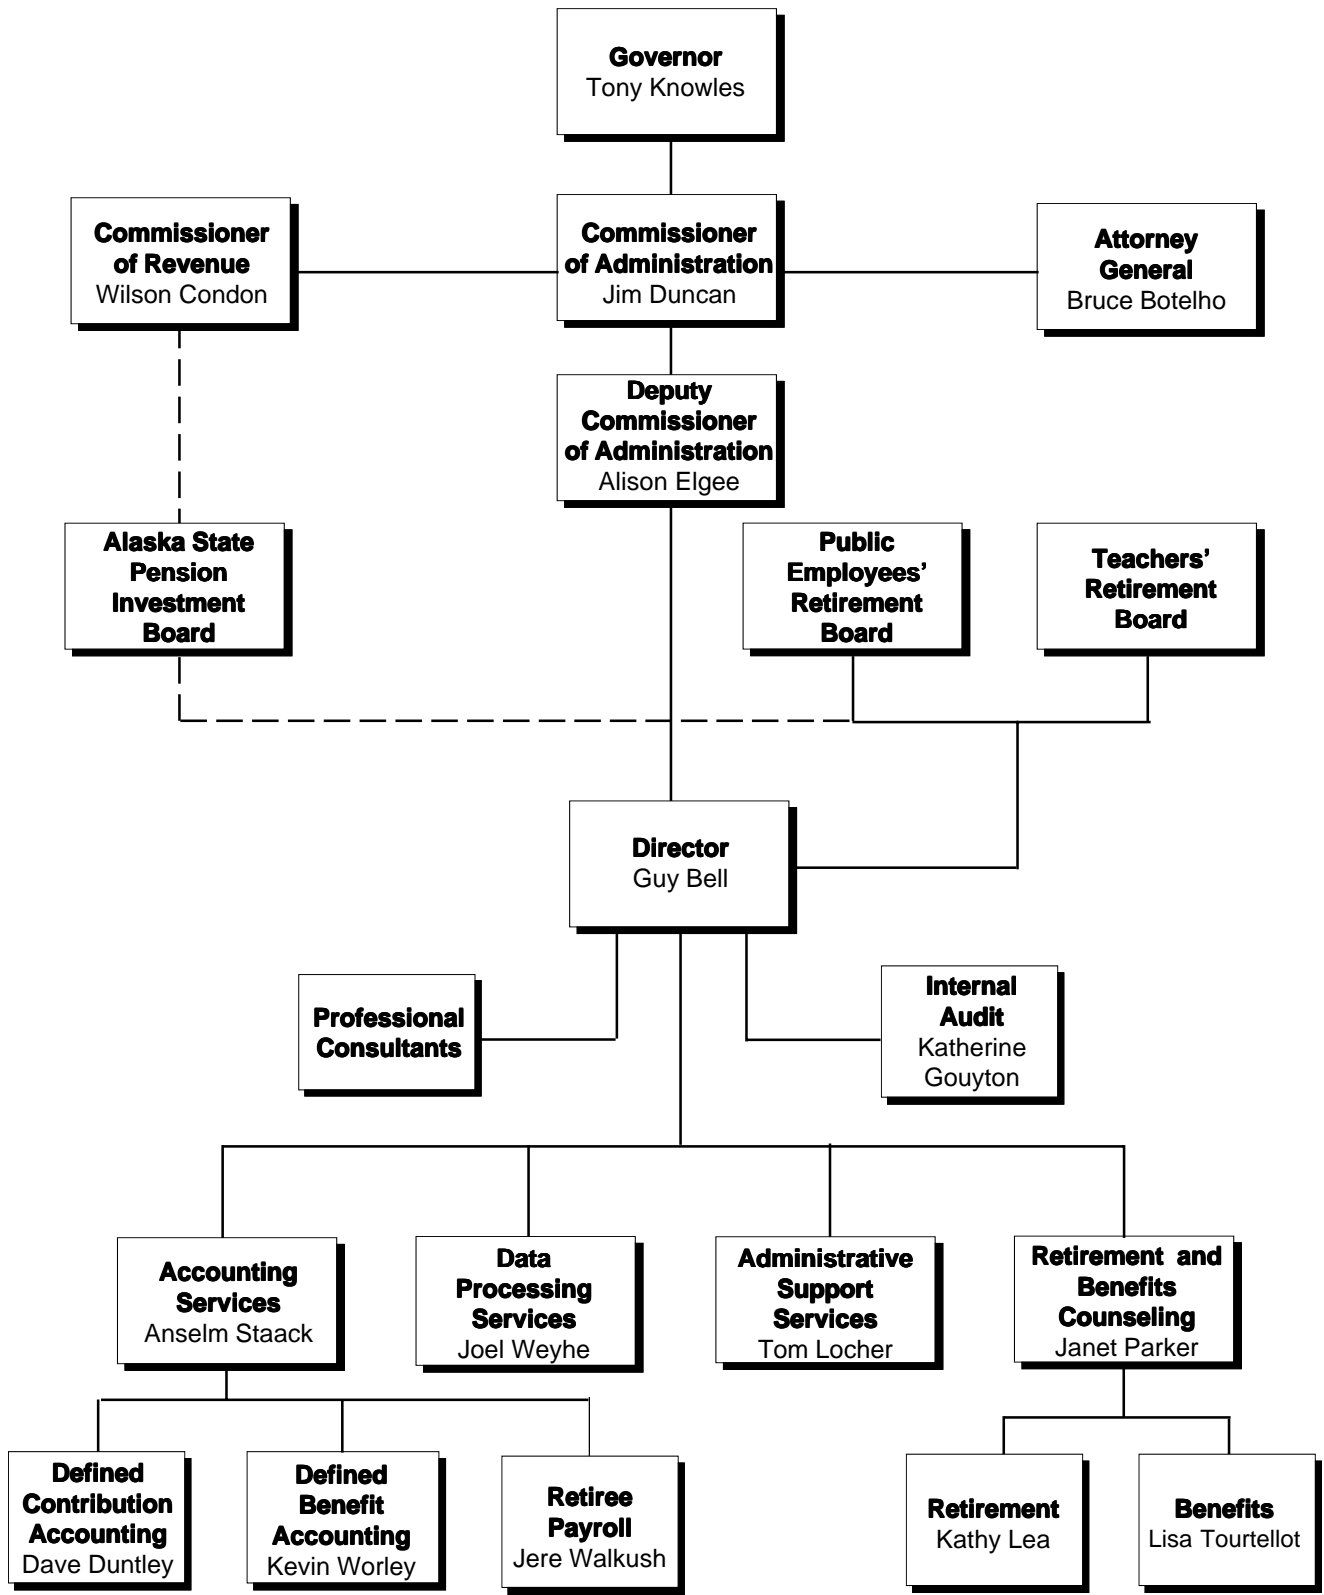 Governor
Tony Knowles
Commissioner
of Revenue
Wilson Condon
Commissioner
of Administration
Jim Duncan
Attorney
General
Bruce Botelho
Deputy
Commissioner
of Administration
Alison Elgee
Alaska State
Pension
Investment
Board
Public
Employees’
Retirement
Board
Teachers’
Retirement
Board
Director
Guy Bell
Professional
Consultants
Internal
Audit
Katherine
Gouyton
Accounting
Services
Anselm Staack
Data
Processing
Services
Joel Weyhe
Administrative
Support
Services
Tom Locher
Retirement and
Benefits
Counseling
Janet Parker
Defined
Contribution
Accounting
Dave Duntley
Defined
Benefit
Accounting
Kevin Worley
Retiree
Payroll
Jere Walkush
Retirement
Kathy Lea
Benefits
Lisa Tourtellot